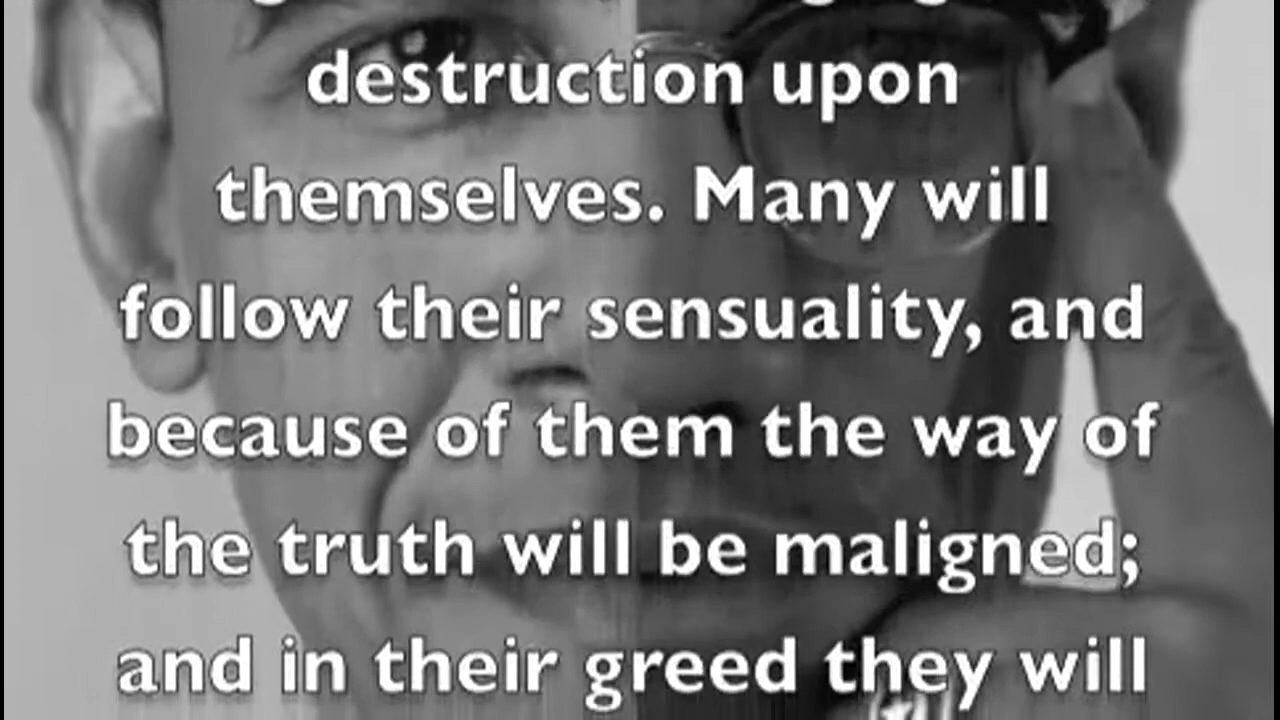 destruction upon
themselves. Many will
follow their sensuality, and
because of them the way of
the truth will be maligned;
and in their greed they will